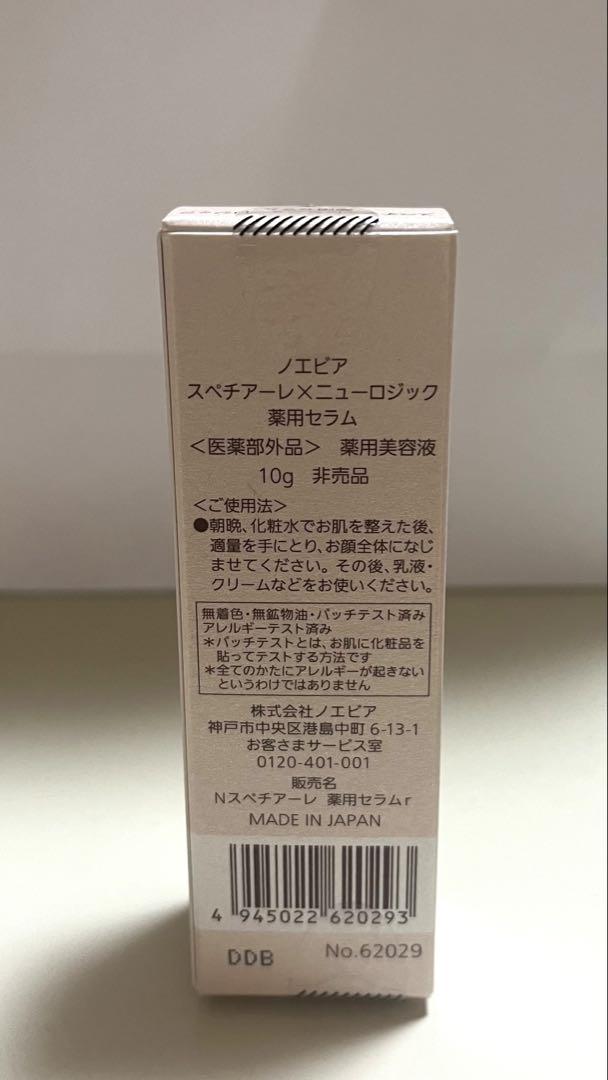 ノエビア
スペチアーレ×ニューロジック
薬用セラム
＜医薬部外品＞　薬用美容液
10g　非売品
＜ご使用法＞
●朝晩、化粧水でお肌を整えた後、
適量を手にとり、お顔全体になじ
ませてください。その後、乳液・
クリームなどをお使いください。
無着色・無鉱物油・パッチテスト済み
アレルギーテスト済み
＊パッチテストとは、お肌に化粧品を
貼ってテストする方法です
＊全てのかたにアレルギーが起きない
というわけではありません
株式会社ノエビア
神戸市中央区港島中町 6-13-1
お客さまサービス室
0120-401-001
販売名
Nスペチアーレ　薬用セラムｒ
MADE IN JAPAN
4 945022 620293
DDB　No.62029